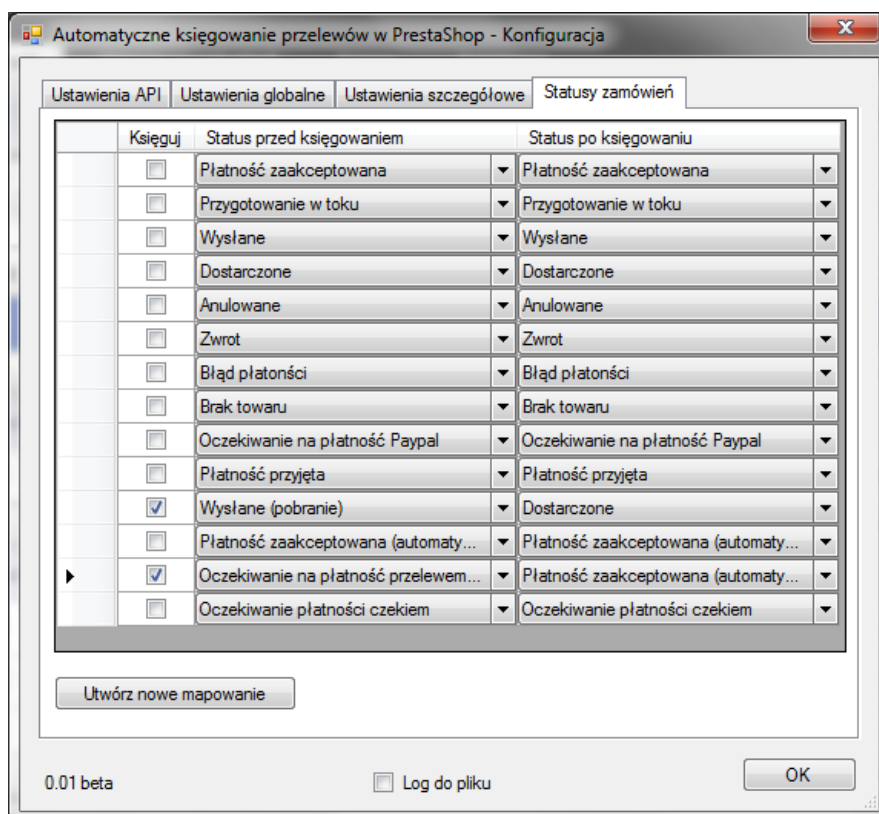 Automatyczne księgowanie przelewów w PrestaShop - Konfiguracja
Ustawienia API Ustawienia globalne Ustawienia szczegółowe Statusy zamówień
Księguj Status przed księgowaniem Status po księgowaniu
Płatność zaakceptowana Płatność zaakceptowana
Przygotowanie w toku Przygotowanie w toku
Wysłane Wysłane
Dostarczone Dostarczone
Anulowane Anulowane
Zwrot Zwrot
Błąd płatonści Błąd płatonści
Brak towaru Brak towaru
Oczekiwanie na płatność Paypal Oczekiwanie na płatność Paypal
Płatność przyjęta Płatność przyjęta
Wysłane (pobranie) Dostarczone
Płatność zaakceptowana (automaty... Płatność zaakceptowana (automaty...
Oczekiwanie na płatność przelewem... Płatność zaakceptowana (automaty...
Oczekiwanie płatności czekiem Oczekiwanie płatności czekiem
Utwórz nowe mapowanie
0.01 beta Log do pliku OK